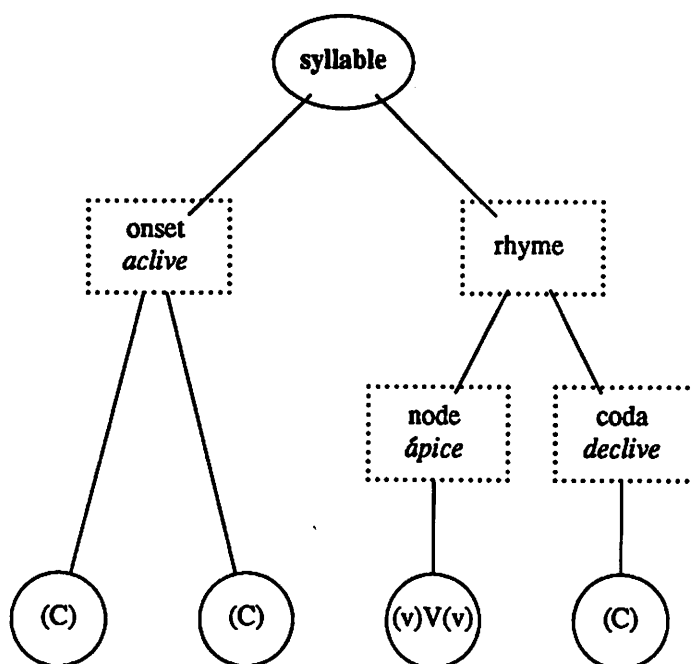 syllable
onset
aclive
rhyme
node
ápice
coda
declive
(C)
(C)
(v)V(v)
(C)